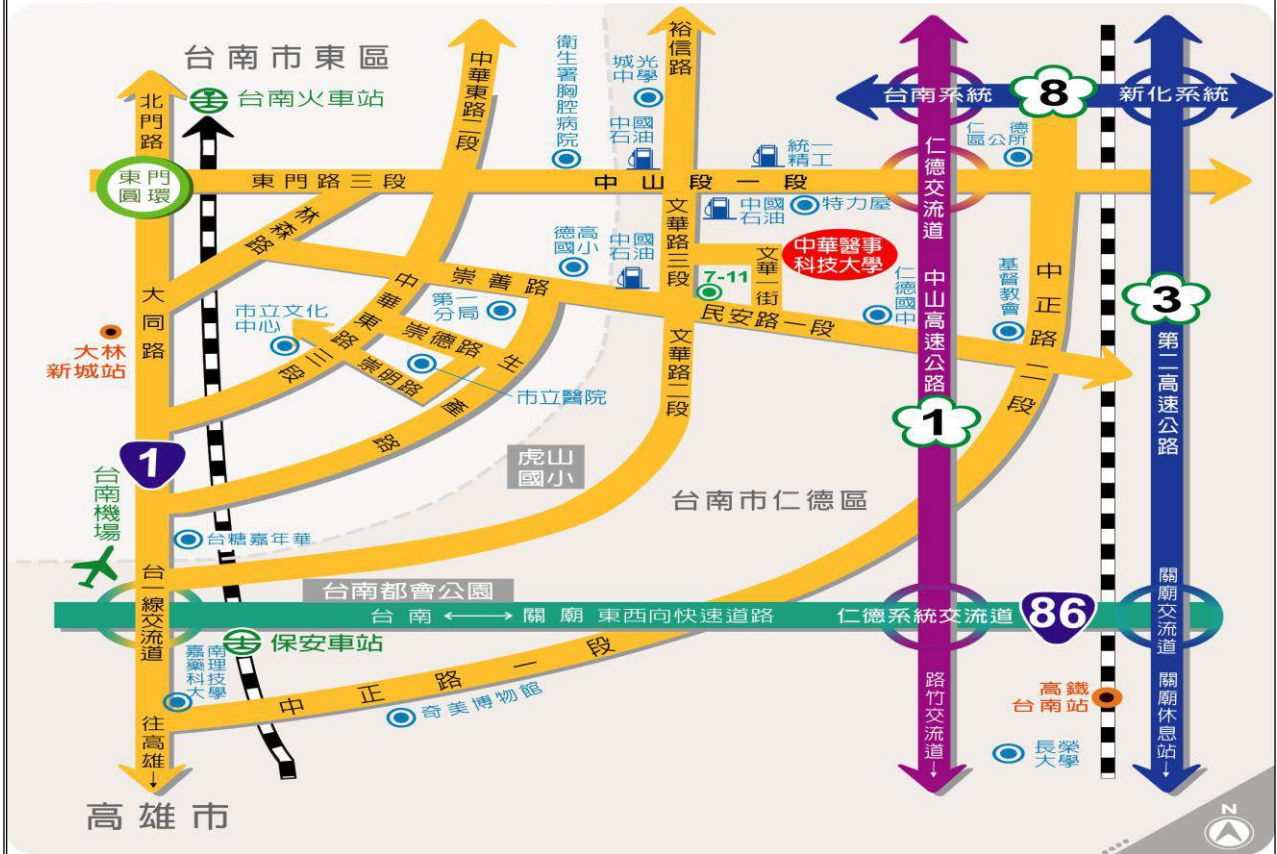 台南市東區
台南火車站
北門路
東門
圓環
東門路三段
中華東路二段
衛生署胸腔病院
城光
中學
中國
石油
裕信路
統一
精工
中山段一段
台南系統
8
新化系統
仁德
區公所
仁德交流道
林森路
德高
國小
中國
石油
文華路三段
中國
石油
特力屋
中華醫事
科技大學
文華一街
7-11
大同路
市立文化
中心
中華東路三段
崇善路
第一
分局
崇德路
崇明路
生產路
市立醫院
民安路一段
仁德國中
中山高速公路
基督教會
中正路二段
3
第二高速公路
大林
新城站
文華路二段
1
1
虎山
國小
台南市仁德區
台南機場
台糖嘉年華
台一線交流道
台南都會公園
台南←→關廟 東西向快速道路
仁德系統交流道
86
關廟交流道
保安車站
嘉南
藥理
科技
大學
中正路一段
奇美博物館
高鐵
台南站
路竹交流道↓
關廟休息站↓
長榮
大學
往高雄↓
高雄市
N